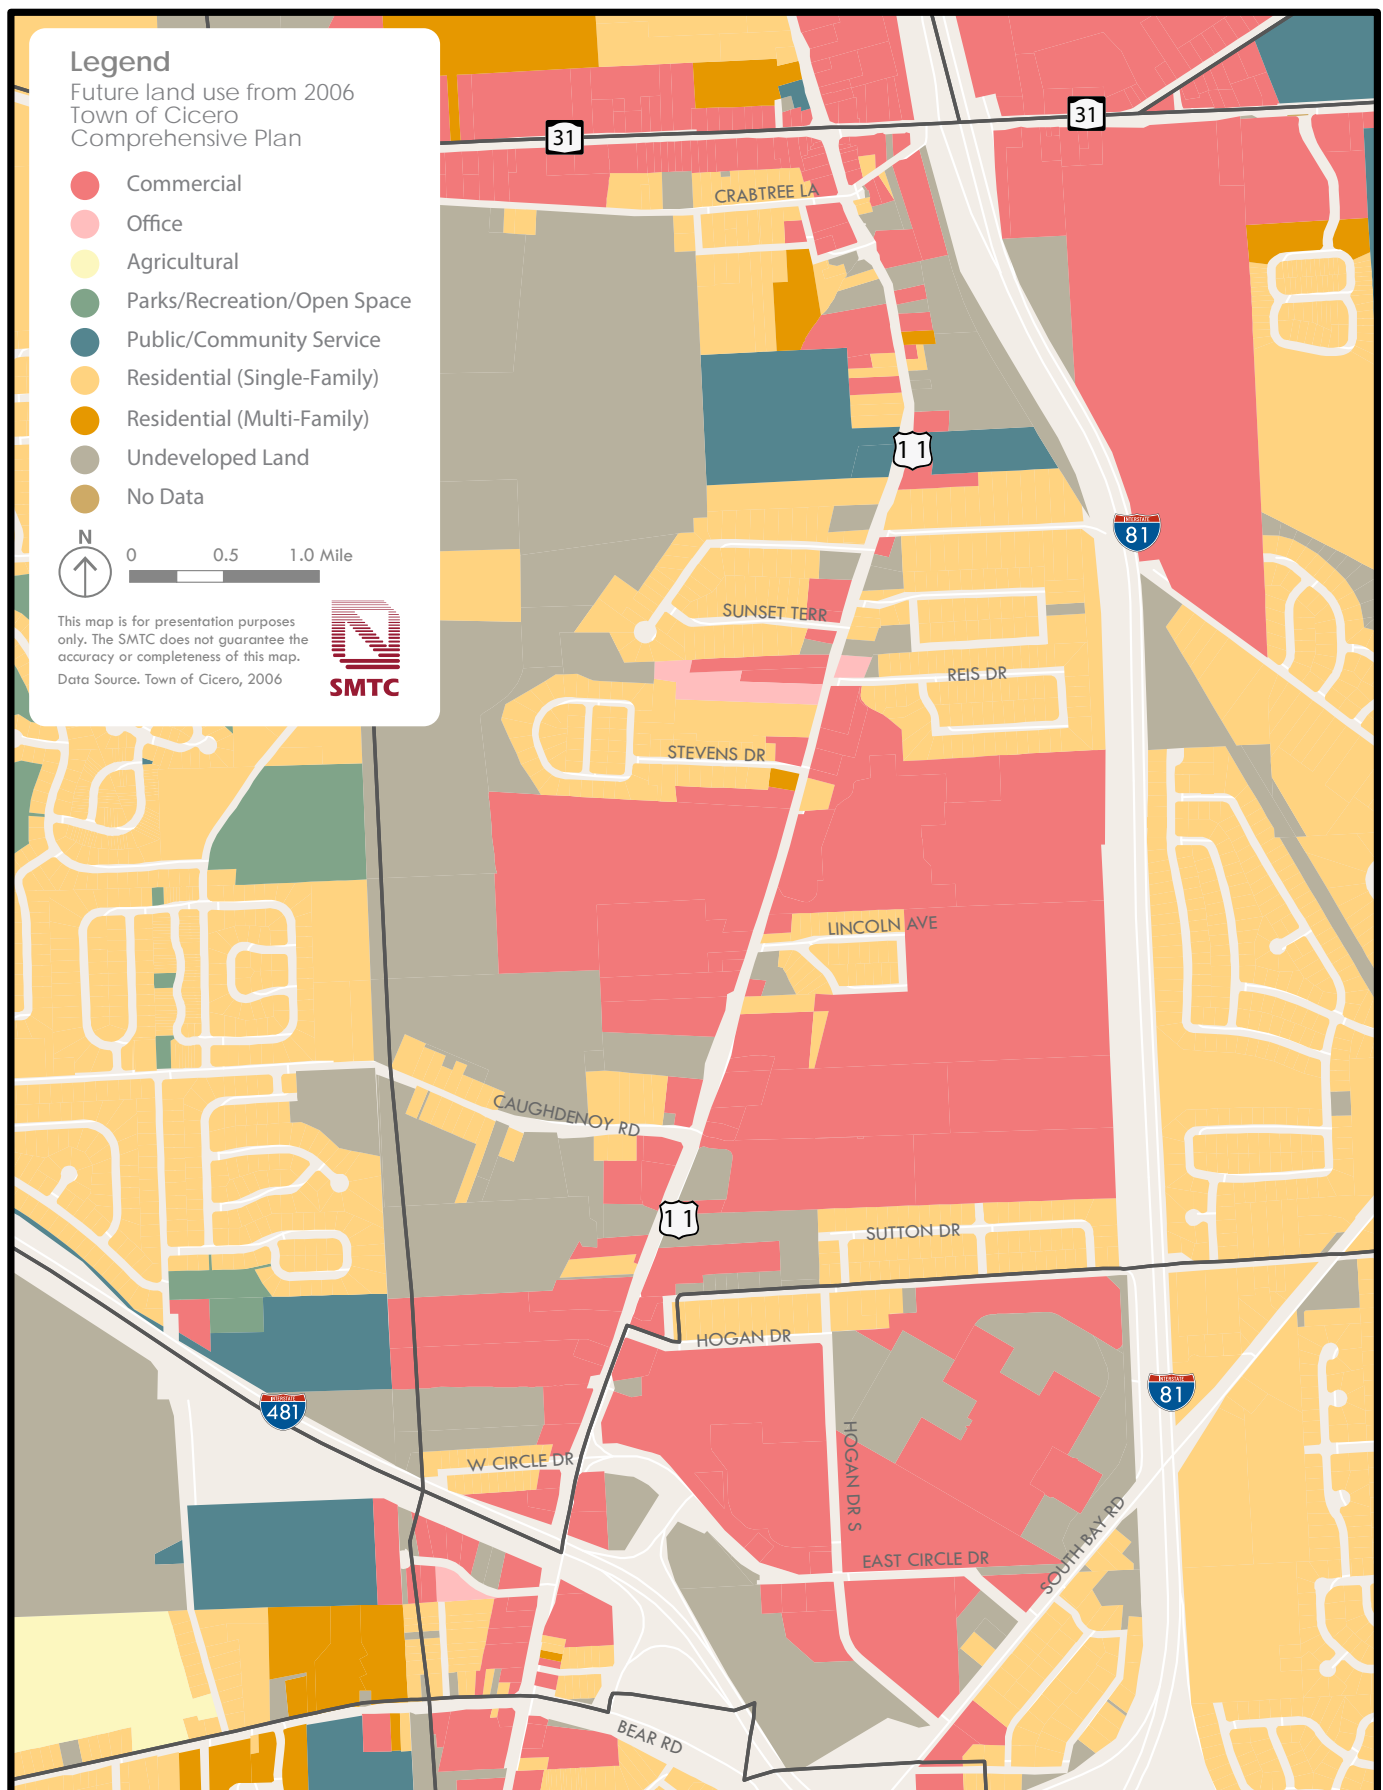 Legend
Future land use from 2006
Town of Cicero
Comprehensive Plan
Commercial
Office
Agricultural
Parks/Recreation/Open Space
Public/Community Service
Residential (Single-Family)
Residential (Multi-Family)
Undeveloped Land
No Data
N
0 0.5 1.0 Mile
This map is for presentation purposes
only. The SMTC does not guarantee the
accuracy or completeness of this map.
Data Source. Town of Cicero, 2006
SMTC
31
31
CRABTREE LA
11
INTERSTATE
81
SUNSET TERR
REIS DR
STEVENS DR
LINCOLN AVE
CAUGHDENOY RD
11
SUTTON DR
HOGAN DR
INTERSTATE
81
INTERSTATE
481
W CIRCLE DR
HOGAN DR S
SOUTH BAY RD
EAST CIRCLE DR
BEAR RD